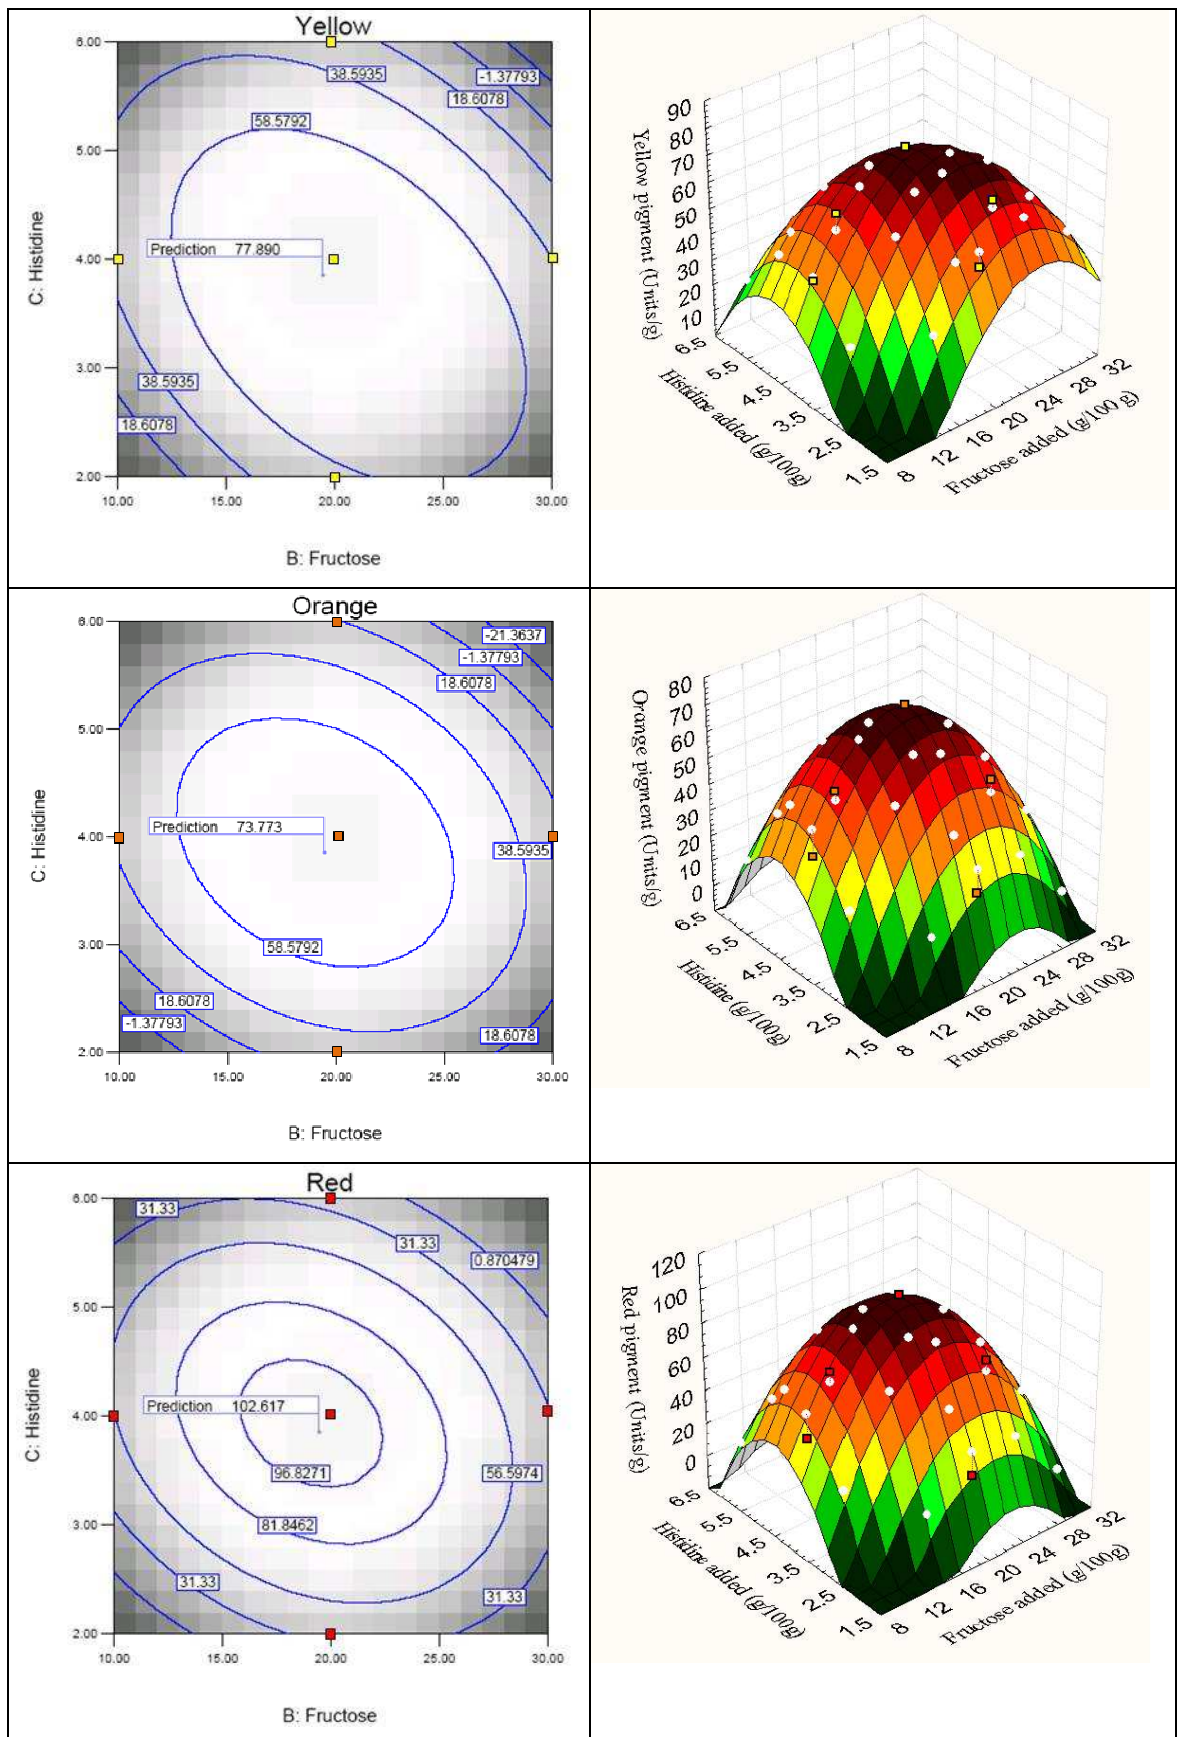 Yellow
6.00
5.00
4.00
3.00
2.00
C: Histidine
38.5935
-1.37793
18.6078
58.5792
Prediction 77.890
38.5935
18.6078
10.00 15.00 20.00 25.00 30.00
B: Fructose
90
80
70
60
50
40
30
20
10
Yellow pigment (Units/g)
6.5 5.5 4.5 3.5 2.5 1.5
Histidine added (g/100g)
8 12 16 20 24 28 32
Fructose added (g/100 g)
Orange
6.00
5.00
4.00
3.00
2.00
C: Histidine
-21.3637
-1.37793
18.6078
Prediction 73.773
38.5935
58.5792
18.6078
-1.37793
18.6078
10.00 15.00 20.00 25.00 30.00
B: Fructose
80
70
60
50
40
30
20
10
0
Orange pigment (Units/g)
6.5 5.5 4.5 3.5 2.5 1.5
Histidine (g/100g)
8 12 16 20 24 28 32
Fructose added (g/100g)
Red
6.00
5.00
4.00
3.00
2.00
C: Histidine
31.33
31.33
0.870479
Prediction 102.617
96.8271
56.5974
81.8462
31.33
31.33
10.00 15.00 20.00 25.00 30.00
B: Fructose
120
100
80
60
40
20
0
Red pigment (Units/g)
6.5 5.5 4.5 3.5 2.5 1.5
Histidine added (g/100g)
8 12 16 20 24 28 32
Fructose added (g/100g)